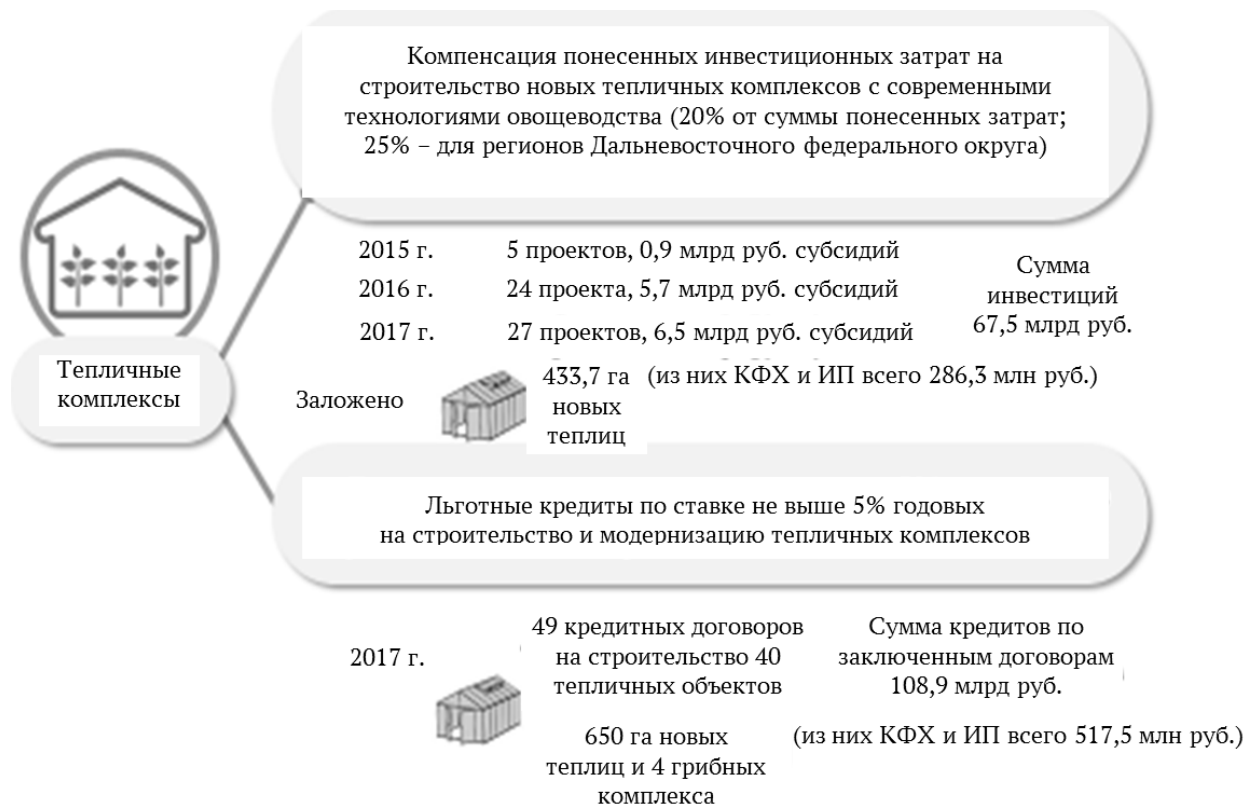 Компенсация понесенных инвестиционных затрат на
строительство новых тепличных комплексов с современными
технологиями овощеводства (20% от суммы понесенных затрат;
25% – для регионов Дальневосточного федерального округа)
2015 г. 5 проектов, 0,9 млрд руб. субсидий
2016 г. 24 проекта, 5,7 млрд руб. субсидий
2017 г. 27 проектов, 6,5 млрд руб. субсидий
Сумма
инвестиций
67,5 млрд руб.
Тепличные
комплексы
Заложено
433,7 га
новых
теплиц
(из них КФХ и ИП всего 286,3 млн руб.)
Льготные кредиты по ставке не выше 5% годовых
на строительство и модернизацию тепличных комплексов
2017 г.
49 кредитных договоров
на строительство 40
тепличных объектов
Сумма кредитов по
заключенным договорам
108,9 млрд руб.
650 га новых
теплиц и 4 грибных
комплекса
(из них КФХ и ИП всего 517,5 млн руб.)